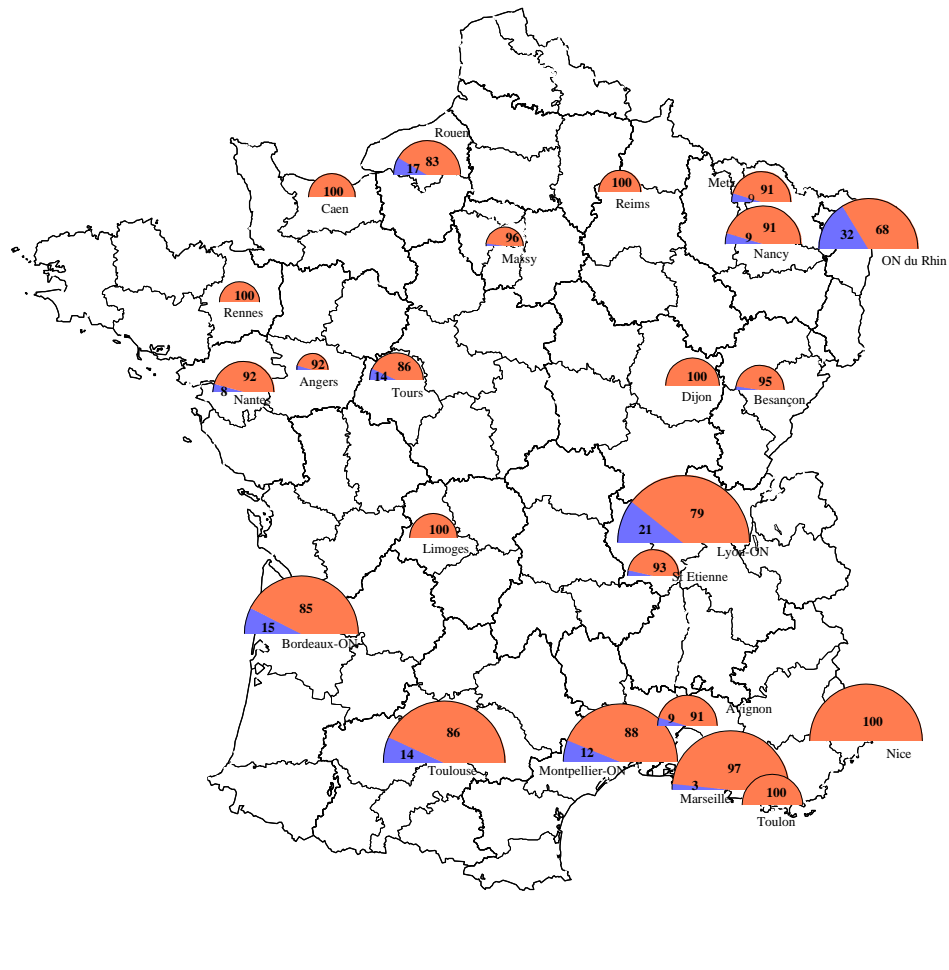 Rouen
17 83
100
Caen
100
Reims
Metz
91
9
91
9
Nancy
32 68
ON du Rhin
96
Massy
100
Rennes
92
8
Nantes
92
Angers
86
14
Tours
100
Dijon
95
Besançon
100
Limoges
79
21
Lyon-ON
93
St Etienne
85
15
Bordeaux-ON
86
14
Toulouse
88
12
Montpellier-ON
Avignon
9 91
97
3
Marseille
100
Toulon
100
Nice